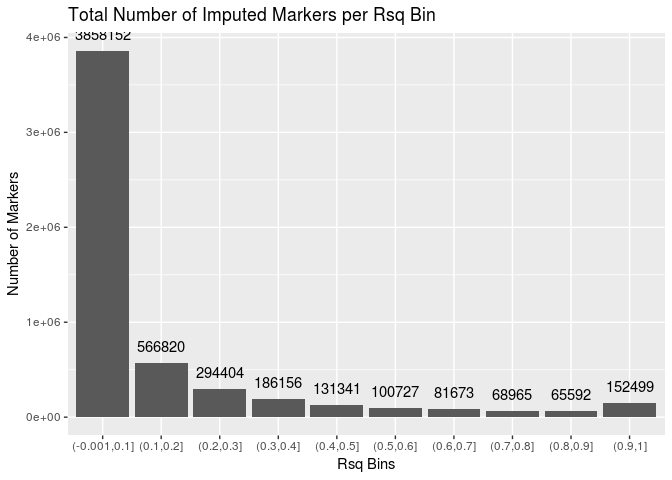 Total Number of Imputed Markers per Rsq Bin
4e+06
3858152
3e+06
2e+06
1e+06
0e+00
Number of Markers
566820
294404
186156
131341
100727
81673
68965
65592
152499
(-0.001,0.1]
(0.1,0.2]
(0.2,0.3]
(0.3,0.4]
(0.4,0.5]
(0.5,0.6]
(0.6,0.7]
(0.7,0.8]
(0.8,0.9]
(0.9,1]
Rsq Bins